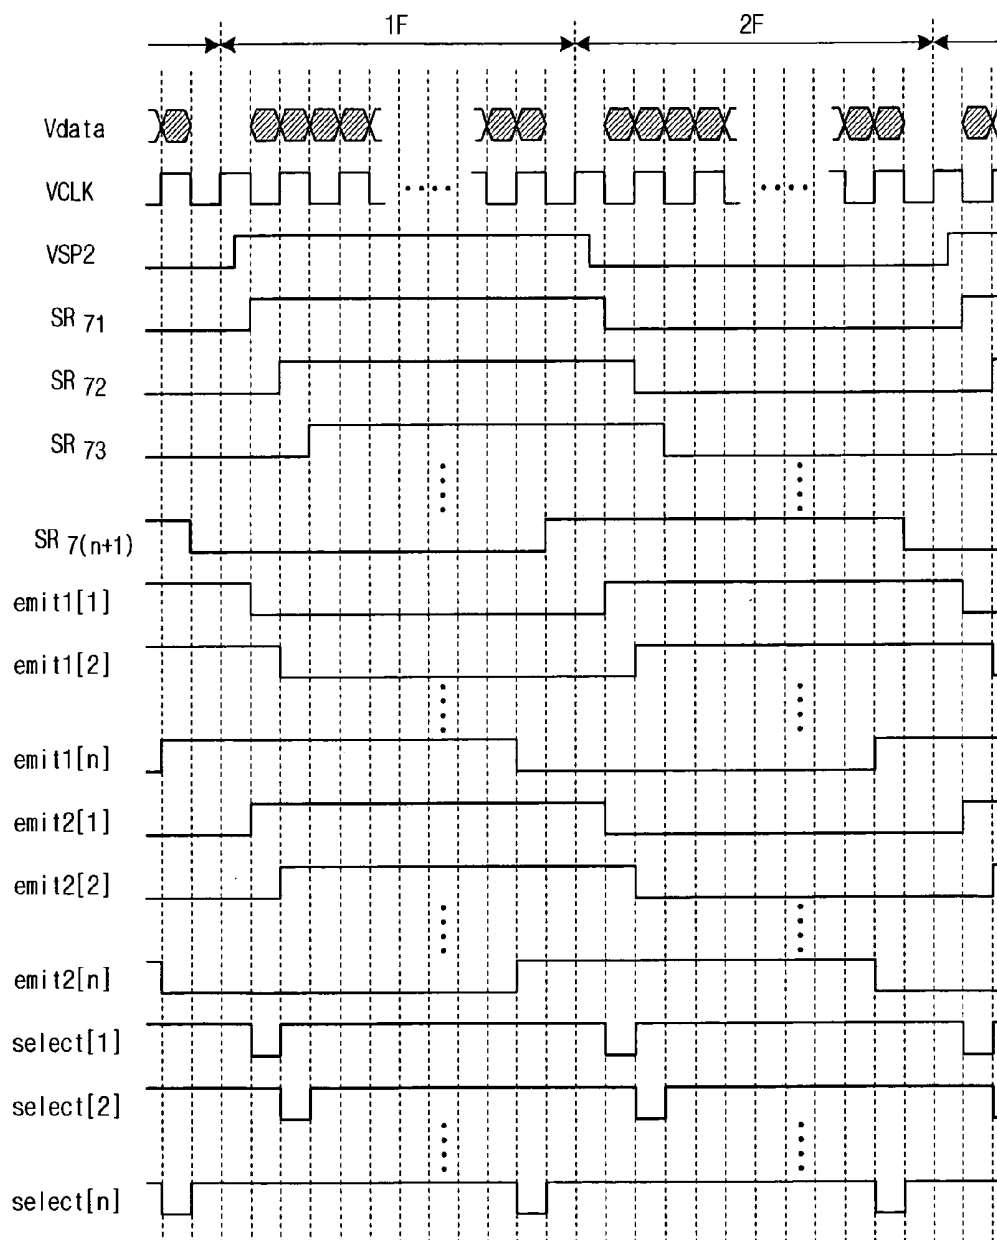 1F 2F
Vdata
VCLK
VSP2
SR 71
SR 72
SR 73
SR 7(n+1)
emit1[1]
emit1[2]
emit1[n]
emit2[1]
emit2[2]
emit2[n]
select[1]
select[2]
select[n]